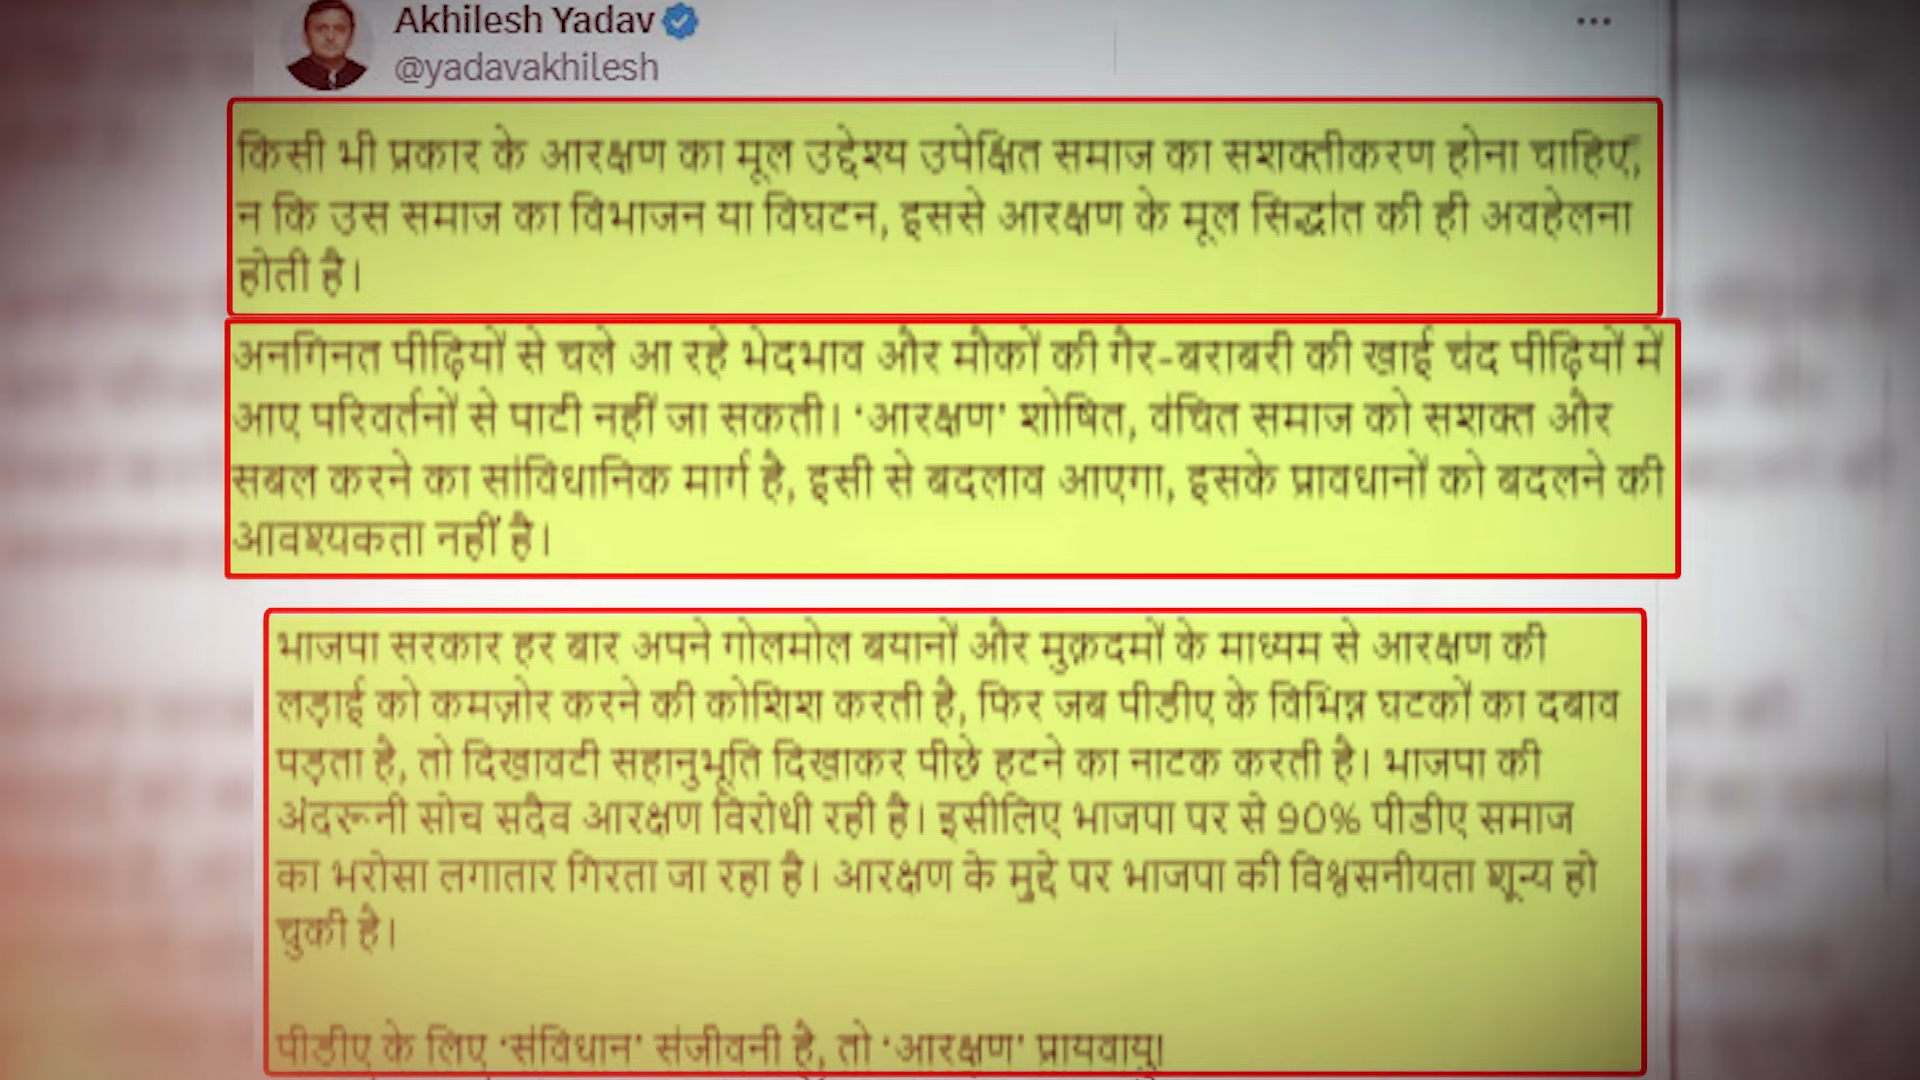 Akhilesh Yadav
@yadavakhilesh
किसी भी प्रकार के आरक्षण का मूल उद्देश्य उपेक्षित समाज का सशक्तीकरण होना चाहिए,
न कि उस समाज का विभाजन या विघटन, इससे आरक्षण के मूल सिद्धांत की ही अवहेलना
होती है।
अनगिनत पीढ़ियों से चले आ रहे भेदभाव और मौकों की गैर-बराबरी की खाई चंद पीढ़ियों में
आए परिवर्तनों से पाटी नहीं जा सकती। ‘आरक्षण’ शोषित, वंचित समाज को सशक्त और
सबल करने का सांविधानिक मार्ग है, इसी से बदलाव आएगा, इसके प्रावधानों को बदलने की
आवश्यकता नहीं है।
भाजपा सरकार हर बार अपने गोलमोल बयानों और मुक़दमों के माध्यम से आरक्षण की
लड़ाई को कमज़ोर करने की कोशिश करती है, फिर जब पीडीए के विभिन्न घटकों का दबाव
पड़ता है, तो दिखावटी सहानुभूति दिखाकर पीछे हटने का नाटक करती है। भाजपा की
अंदरूनी सोच सदैव आरक्षण विरोधी रही है। इसीलिए भाजपा पर से 90% पीडीए समाज
का भरोसा लगातार गिरता जा रहा है। आरक्षण के मुद्दे पर भाजपा की विश्वसनीयता शून्य हो
चुकी है।
पीडीए के लिए ‘संविधान’ संजीवनी है, तो ‘आरक्षण’ प्रायवायु!